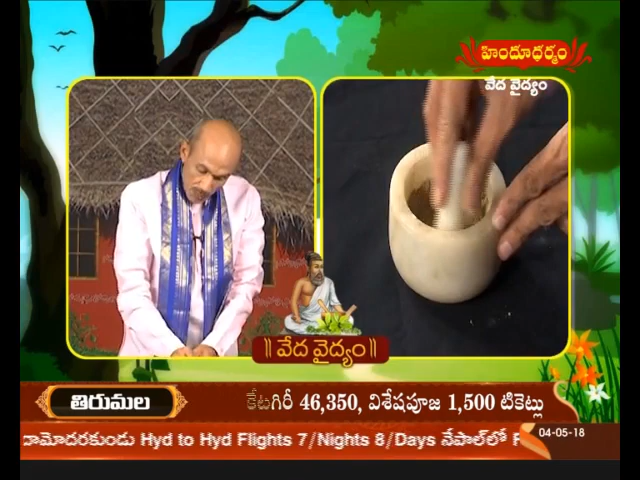 హిందూధర్మం
వేద వైద్యం
॥ వేద వైద్యం ॥
తిరుమల
కేటగిరీ 46,350, విశేషపూజ 1,500 టికెట్లు
నామోదరకుండు Hyd to Hyd Flights 7/Nights 8/Days నేపాల్‌లో
04-05-18